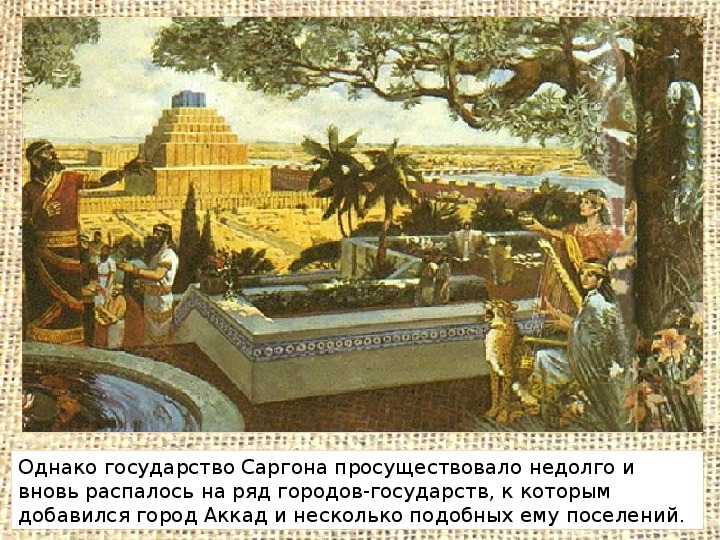 Однако государство Саргона просуществовало недолго и
вновь распалось на ряд городов-государств, к которым
добавился город Аккад и несколько подобных ему поселений.